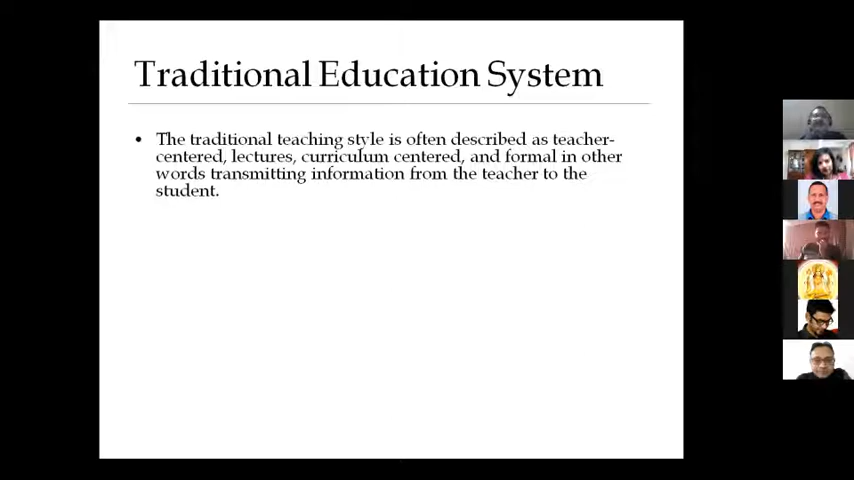 Traditional Education System
• The traditional teaching style is often described as teacher-
centered, lectures, curriculum centered, and formal in other
words transmitting information from the teacher to the
student.